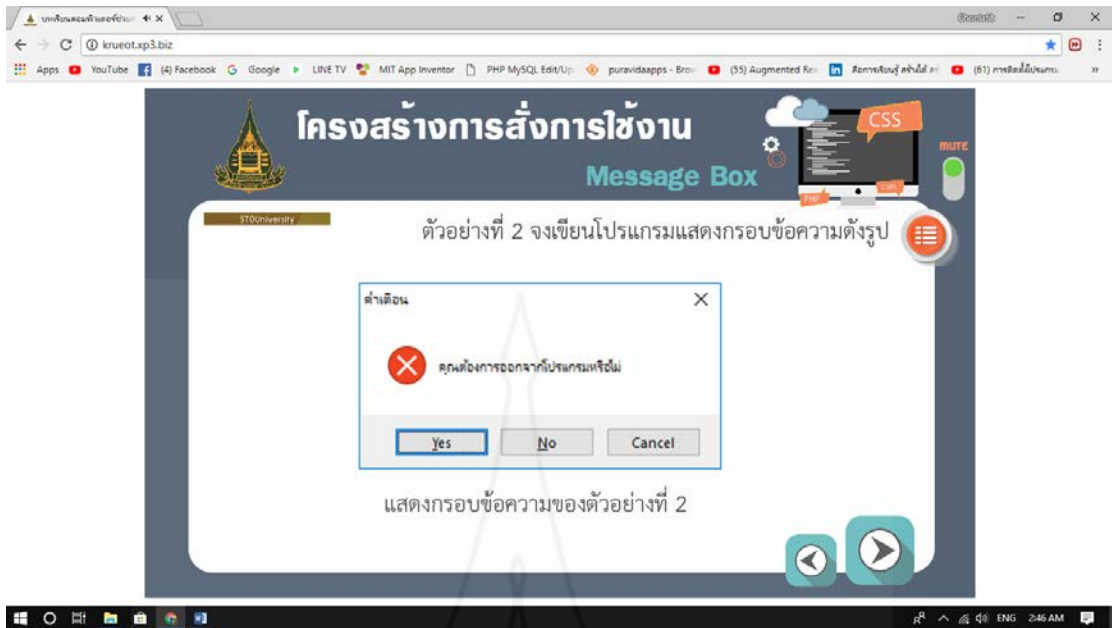 krueot.xp3.biz
Apps YouTube (4) Facebook Google LINE TV MIT App Inventor PHP MySQL Edit/Up puravidaapps - Brow (55) Augmented Re
โครงสร้างการสั่งการใช้งาน
Message Box
CSS
PHP
MUTE
STOUniversity
ตัวอย่างที่ 2 จงเขียนโปรแกรมแสดงกรอบข้อความดังรูป
คำเตือน
คุณต้องการออกจากโปรแกรมหรือไม่
Yes No Cancel
แสดงกรอบข้อความของตัวอย่างที่ 2
ENG 2:46 AM